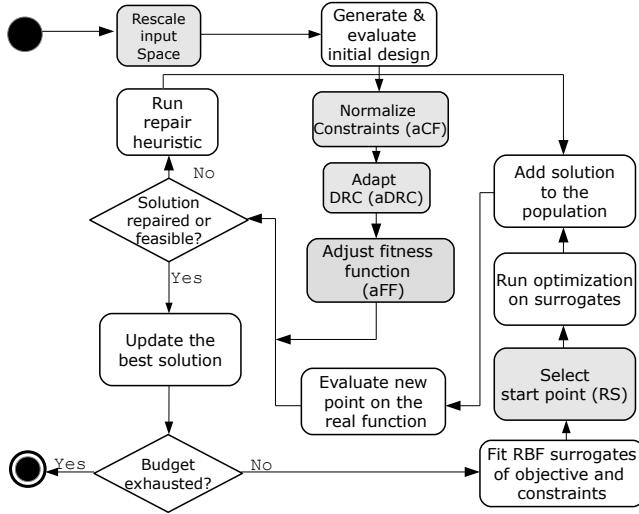 Rescale
input
Space
Generate &
evaluate
initial design
Run
repair
heuristic
Normalize
Constraints (aCF)
Adapt
DRC (aDRC)
Add solution
to the
population
No
Solution
repaired or
feasible?
Adjust fitness
function
(aFF)
Run optimization
on surrogates
Yes
Update the
best solution
Evaluate new
point on the
real function
Select
start point (RS)
Yes
Budget
exhausted?
No
Fit RBF surrogates
of objective and
constraints